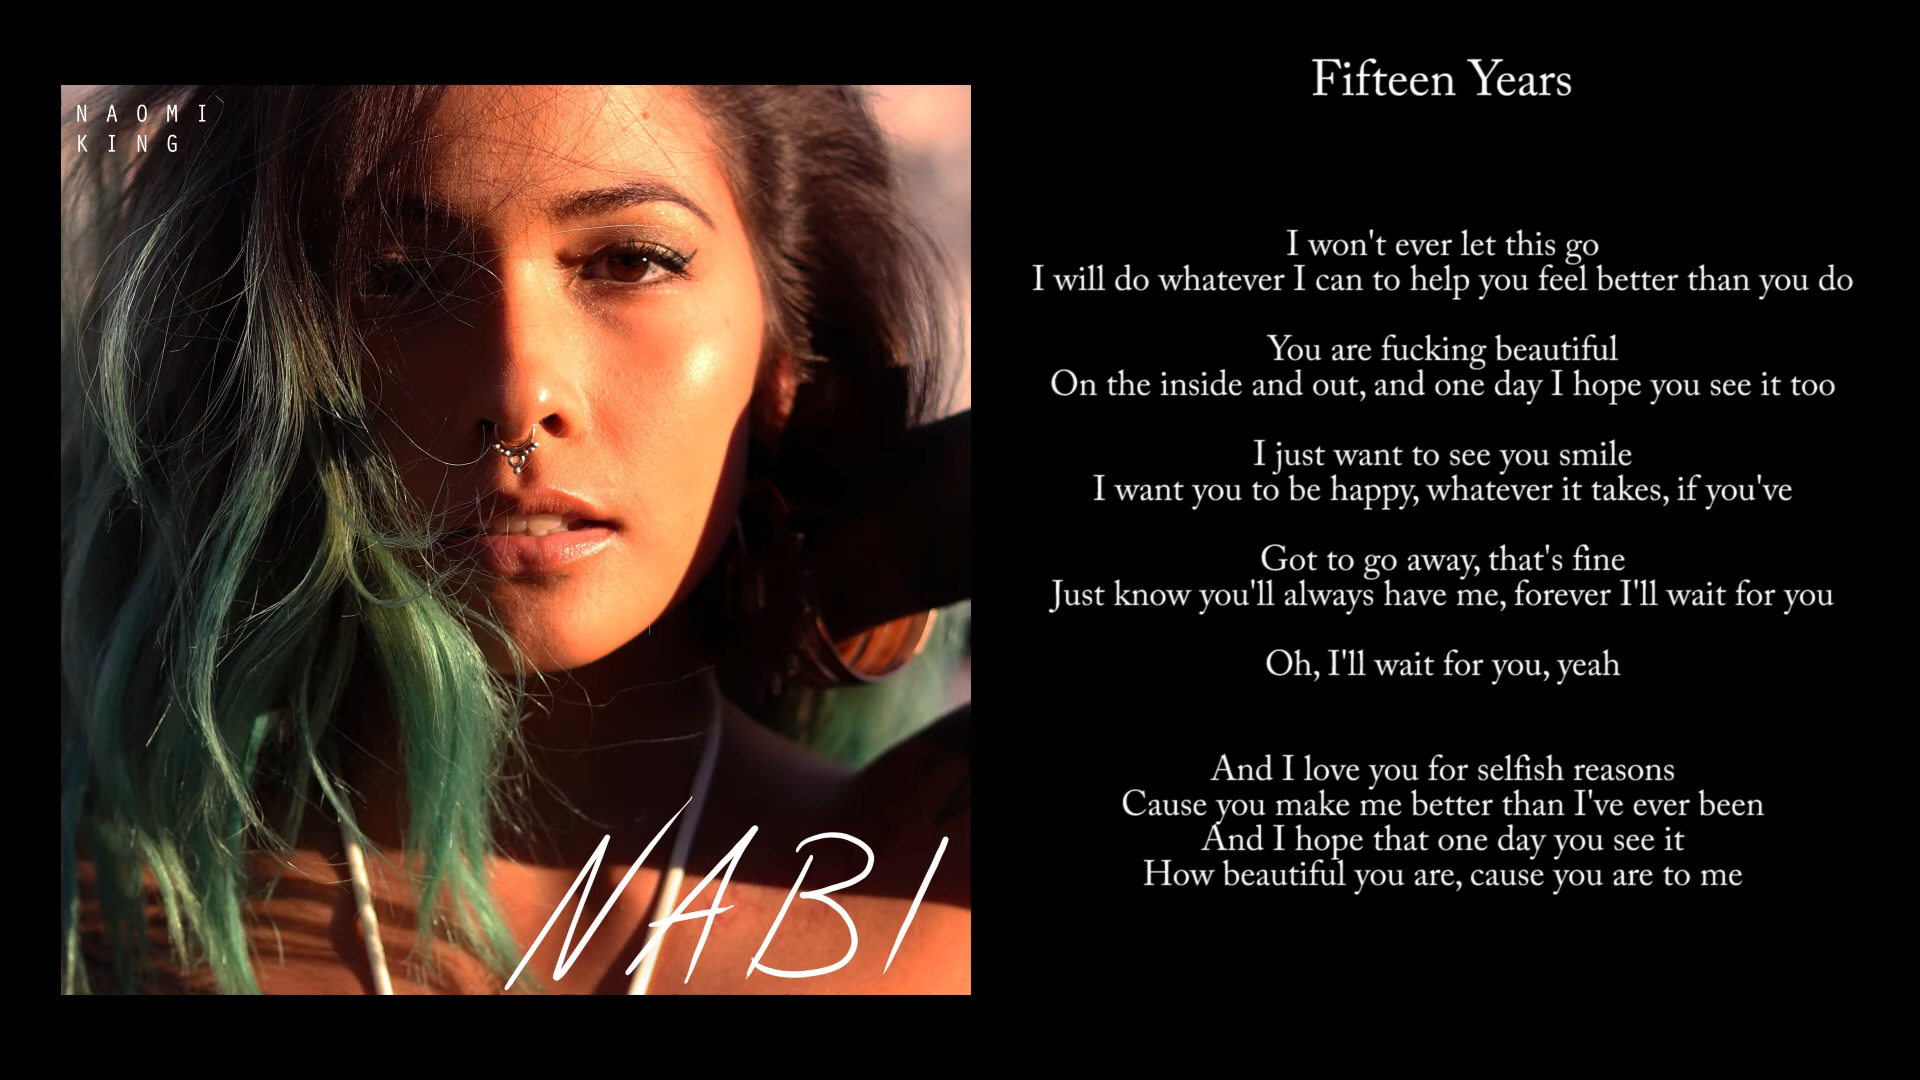 NAOMI
KING
NABI
Fifteen Years
I won't ever let this go
I will do whatever I can to help you feel better than you do
You are fucking beautiful
On the inside and out, and one day I hope you see it too
I just want to see you smile
I want you to be happy, whatever it takes, if you've
Got to go away, that's fine
Just know you'll always have me, forever I'll wait for you
Oh, I'll wait for you, yeah
And I love you for selfish reasons
Cause you make me better than I've ever been
And I hope that one day you see it
How beautiful you are, cause you are to me